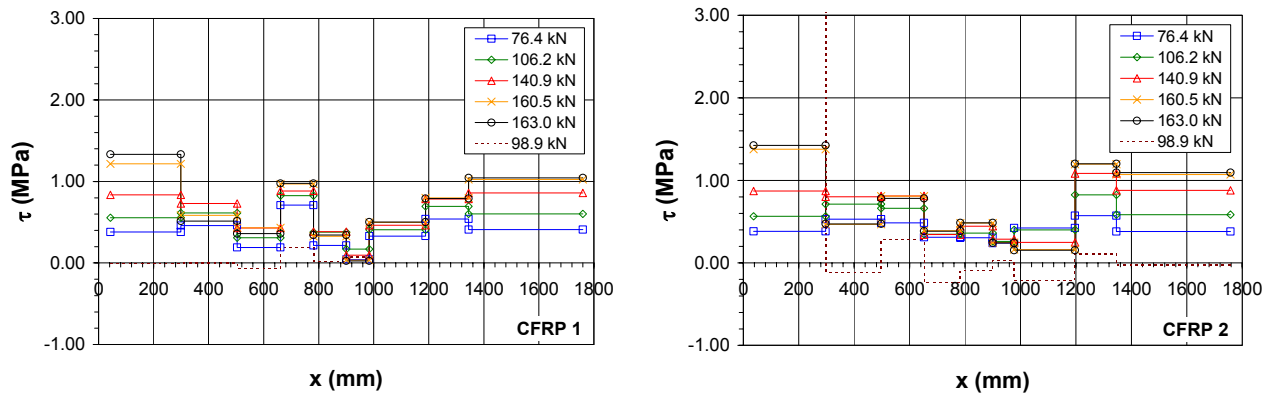 3.00
2.00
1.00
0.00
-1.00
τ (MPa)
0 200 400 600 800 1000 1200 1400 1600 1800
x (mm)
76.4 kN
106.2 kN
140.9 kN
160.5 kN
163.0 kN
98.9 kN
CFRP 1
3.00
2.00
1.00
0.00
-1.00
τ (MPa)
0 200 400 600 800 1000 1200 1400 1600 1800
x (mm)
76.4 kN
106.2 kN
140.9 kN
160.5 kN
163.0 kN
98.9 kN
CFRP 2